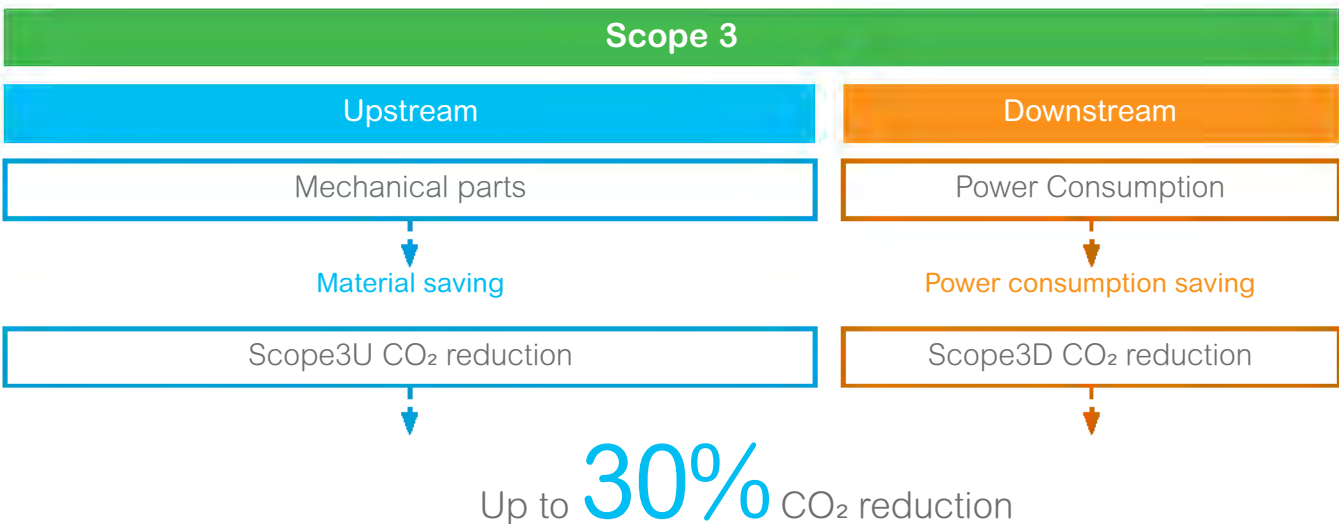 Scope 3
Upstream
Downstream
Mechanical parts
Power Consumption
Material saving
Power consumption saving
Scope3U CO₂ reduction
Scope3D CO₂ reduction
Up to 30% CO₂ reduction